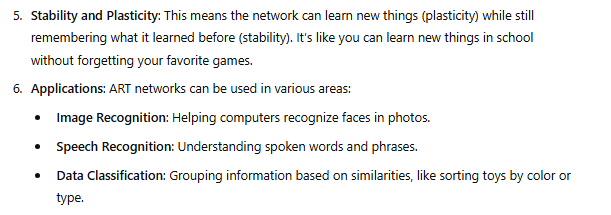 5. Stability and Plasticity: This means the network can learn new things (plasticity) while still
remembering what it learned before (stability). It's like you can learn new things in school
without forgetting your favorite games.
6. Applications: ART networks can be used in various areas:
• Image Recognition: Helping computers recognize faces in photos.
• Speech Recognition: Understanding spoken words and phrases.
• Data Classification: Grouping information based on similarities, like sorting toys by color or
type.